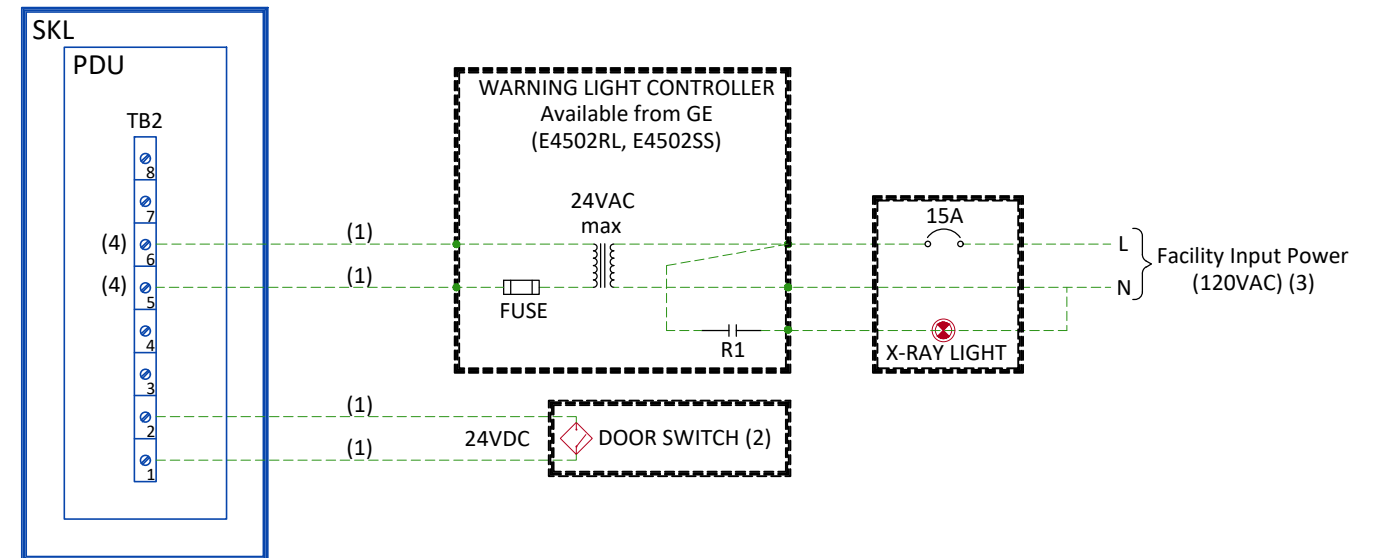 SKL
PDU
TB2
8
7
6
5
4
3
2
1
(4)
(4)
(1)
(1)
(1)
(1)
WARNING LIGHT CONTROLLER
Available from GE
(E4502RL, E4502SS)
24VAC
max
FUSE
R1
15A
X-RAY LIGHT
L
N
Facility Input Power
(120VAC) (3)
24VDC
DOOR SWITCH (2)